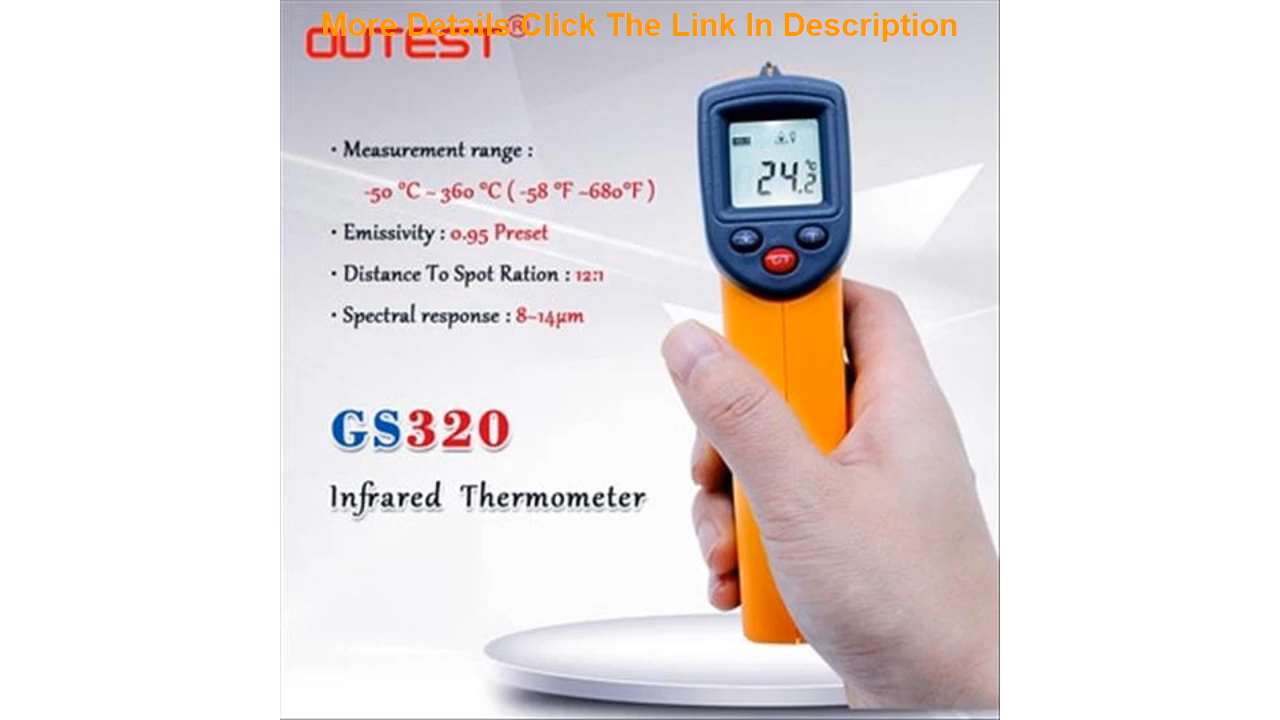 More Details Click The Link In Description
OUTEST®
• Measurement range :
-50 °C ~ 360 °C ( -58 °F ~680°F )
• Emissivity : 0.95 Preset
• Distance To Spot Ration : 12:1
• Spectral response : 8~14μm
GS320
Infrared Thermometer
HOLD
24.2
°C